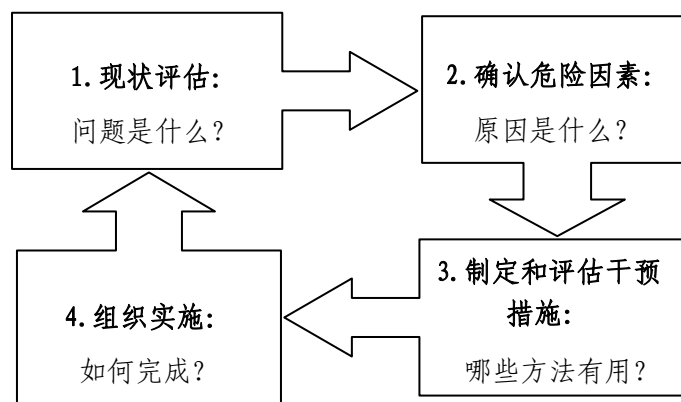 1.现状评估：
问题是什么？
2.确认危险因素：
原因是什么？
3.制定和评估干预
措施：
哪些方法有用？
4.组织实施：
如何完成？